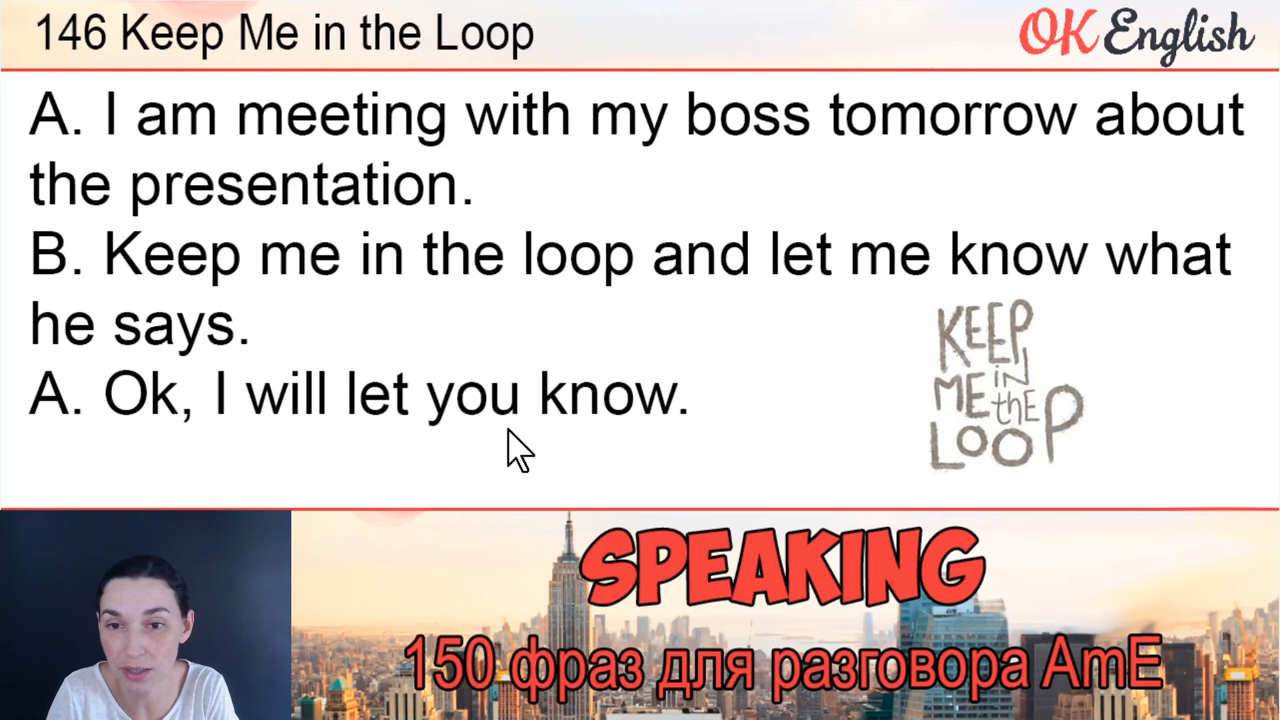 146 Keep Me in the Loop
OK English
A. I am meeting with my boss tomorrow about
the presentation.
B. Keep me in the loop and let me know what
he says.
A. Ok, I will let you know.
KEEP
IN
ME thE
LOOP
SPEAKING
150 фраз для разговора AmE